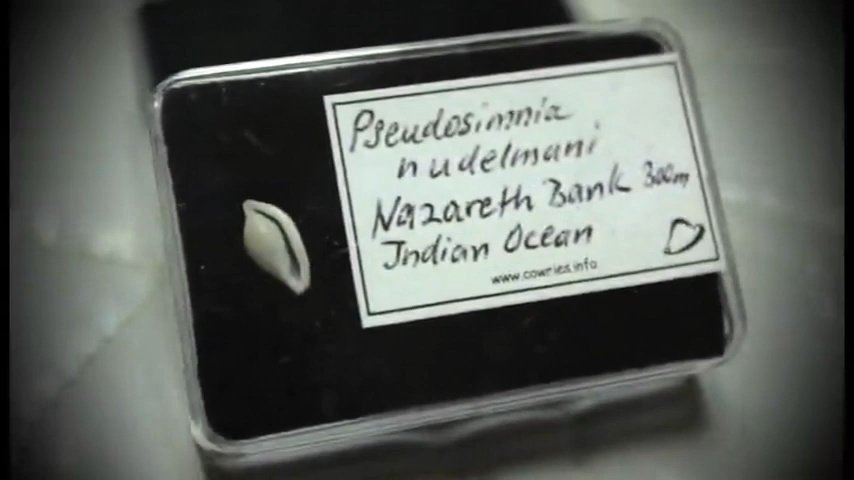 Pseudosimnia
nudelmani
Nazareth Bank 300m
Indian Ocean
www.cowries.info